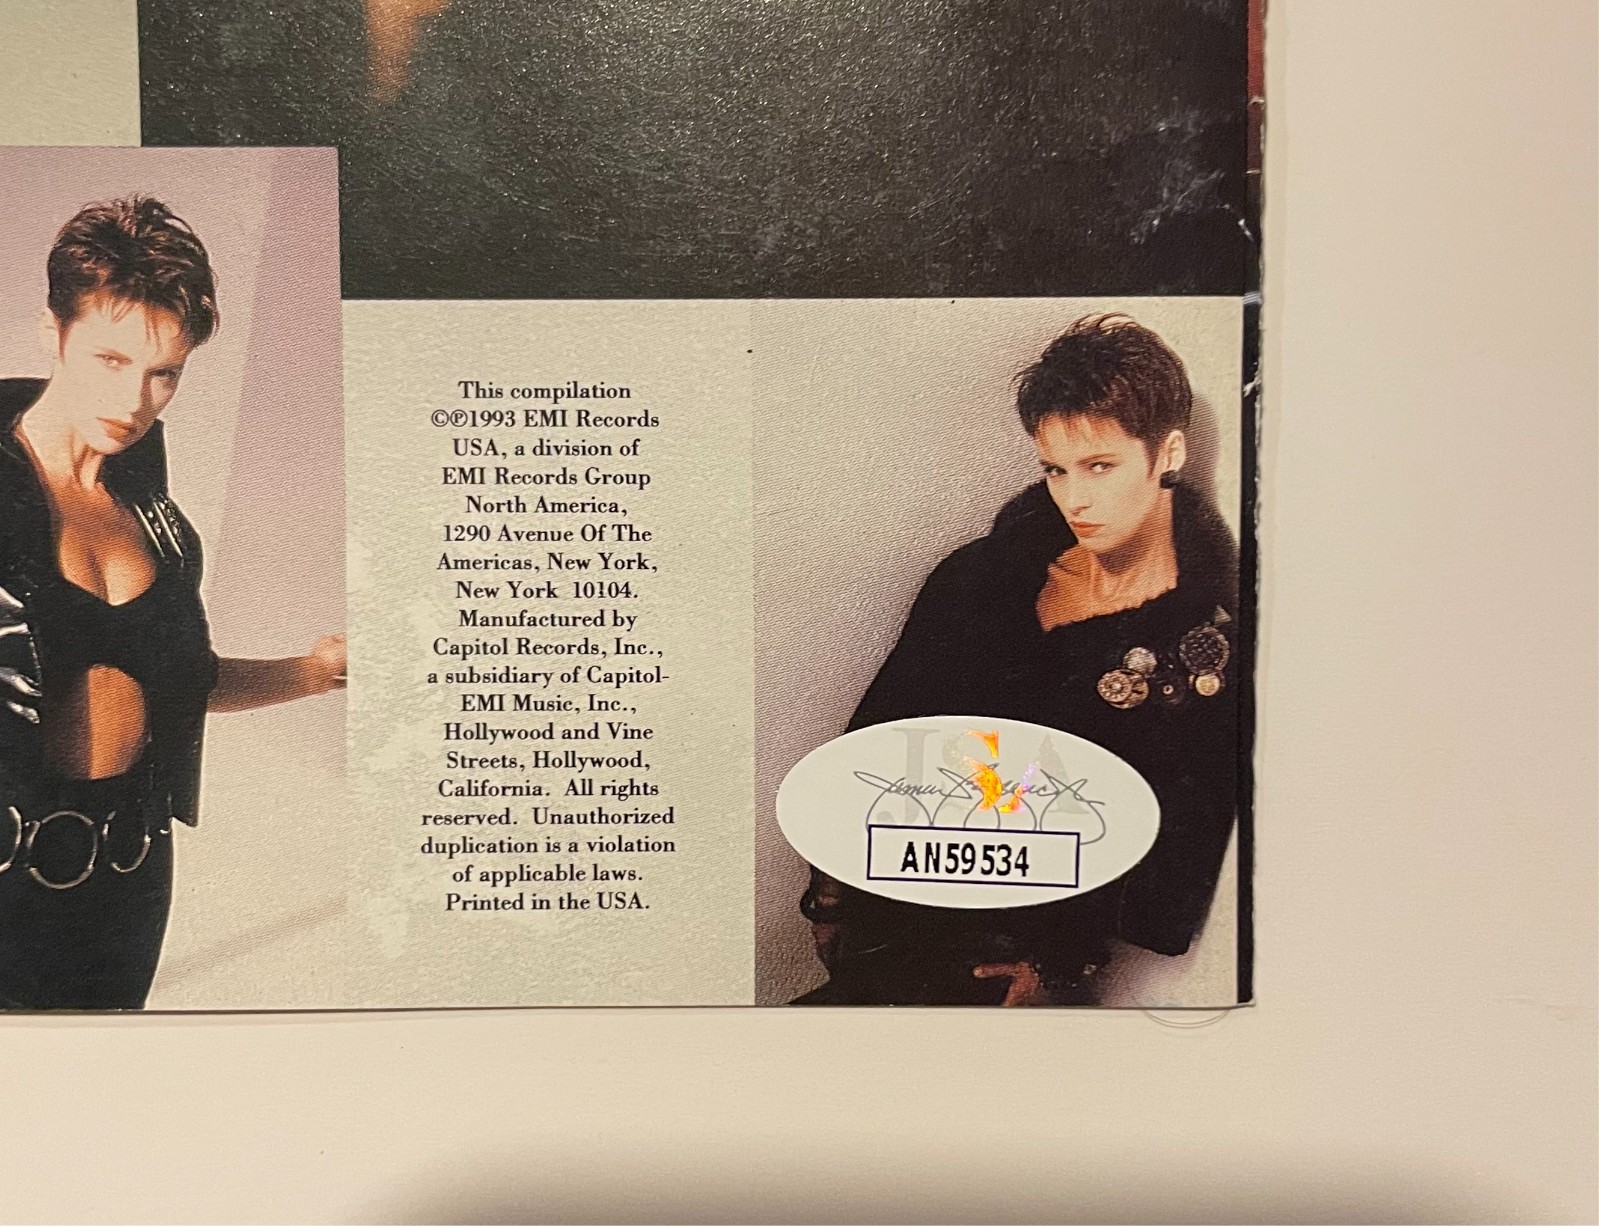 This compilation
©℗1993 EMI Records
USA, a division of
EMI Records Group
North America,
1290 Avenue Of The
Americas, New York,
New York 10104.
Manufactured by
Capitol Records, Inc.,
a subsidiary of Capitol-
EMI Music, Inc.,
Hollywood and Vine
Streets, Hollywood,
California. All rights
reserved. Unauthorized
duplication is a violation
of applicable laws.
Printed in the USA.
JSA
AN59534